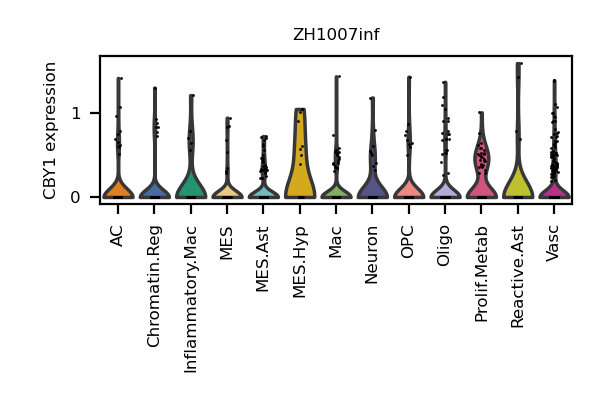 ZH1007inf
CBY1 expression
1
0
AC
Chromatin.Reg
Inflammatory.Mac
MES
MES.Ast
MES.Hyp
Mac
Neuron
OPC
Oligo
Prolif.Metab
Reactive.Ast
Vasc